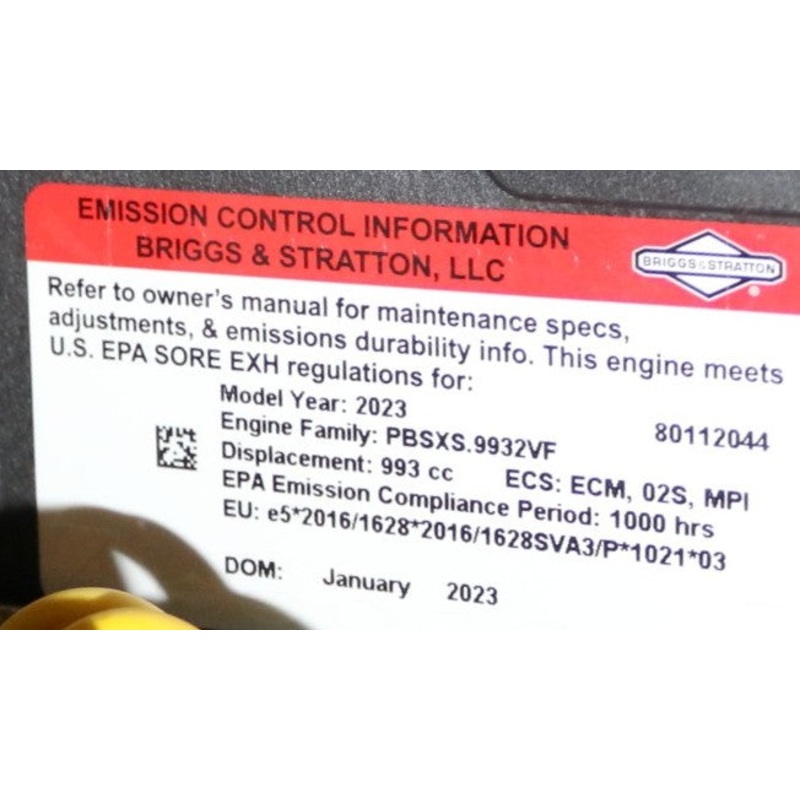 EMISSION CONTROL INFORMATION
BRIGGS & STRATTON, LLC
BRIGGS & STRATTON
®
Refer to owner's manual for maintenance specs,
adjustments, & emissions durability info. This engine meets
U.S. EPA SORE EXH regulations for:
Model Year: 2023
80112044
Engine Family: PBSXS.9932VF
Displacement: 993 cc ECS: ECM, 02S, MPI
EPA Emission Compliance Period: 1000 hrs
EU: e5*2016/1628*2016/1628SVA3/P*1021*03
DOM: January 2023